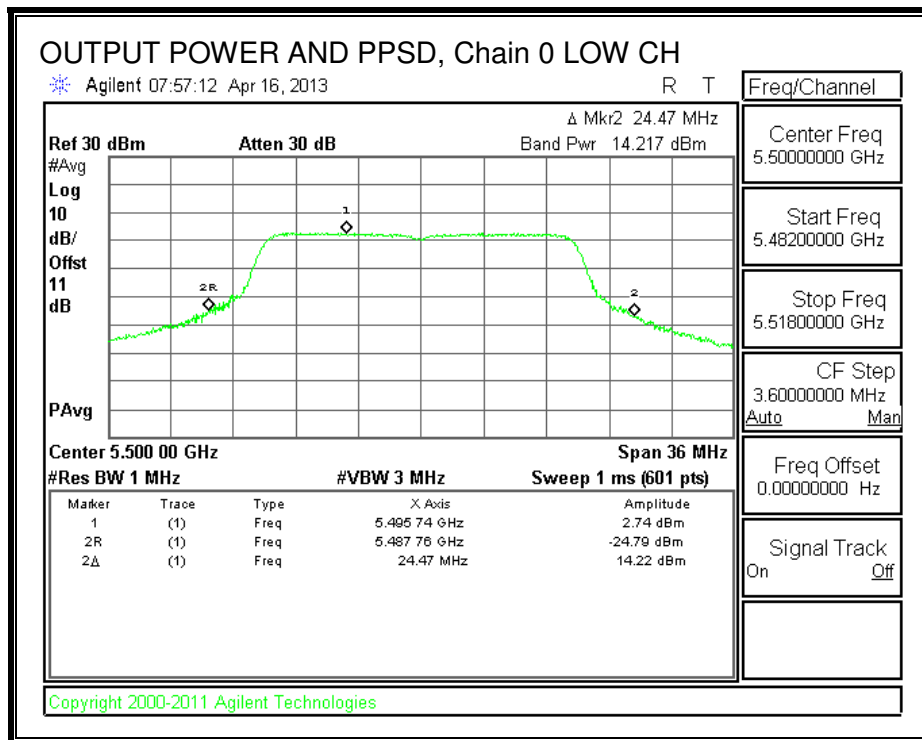 OUTPUT POWER AND PPSD, Chain 0 LOW CH
Agilent 07:57:12 Apr 16, 2013 R T
Freq/Channel
Δ Mkr2 24.47 MHz
Ref 30 dBm Atten 30 dB Band Pwr 14.217 dBm
#Avg
Log
10
dB/
Offst
11
dB
PAvg
1
2R
2
Center 5.500 00 GHz Span 36 MHz
#Res BW 1 MHz #VBW 3 MHz Sweep 1 ms (601 pts)
Marker Trace Type X Axis Amplitude
1 (1) Freq 5.495 74 GHz 2.74 dBm
2R (1) Freq 5.487 76 GHz -24.79 dBm
2Δ (1) Freq 24.47 MHz 14.22 dBm
Center Freq
5.50000000 GHz
Start Freq
5.48200000 GHz
Stop Freq
5.51800000 GHz
CF Step
3.60000000 MHz
Auto Man
Freq Offset
0.00000000 Hz
Signal Track
On Off
Copyright 2000-2011 Agilent Technologies